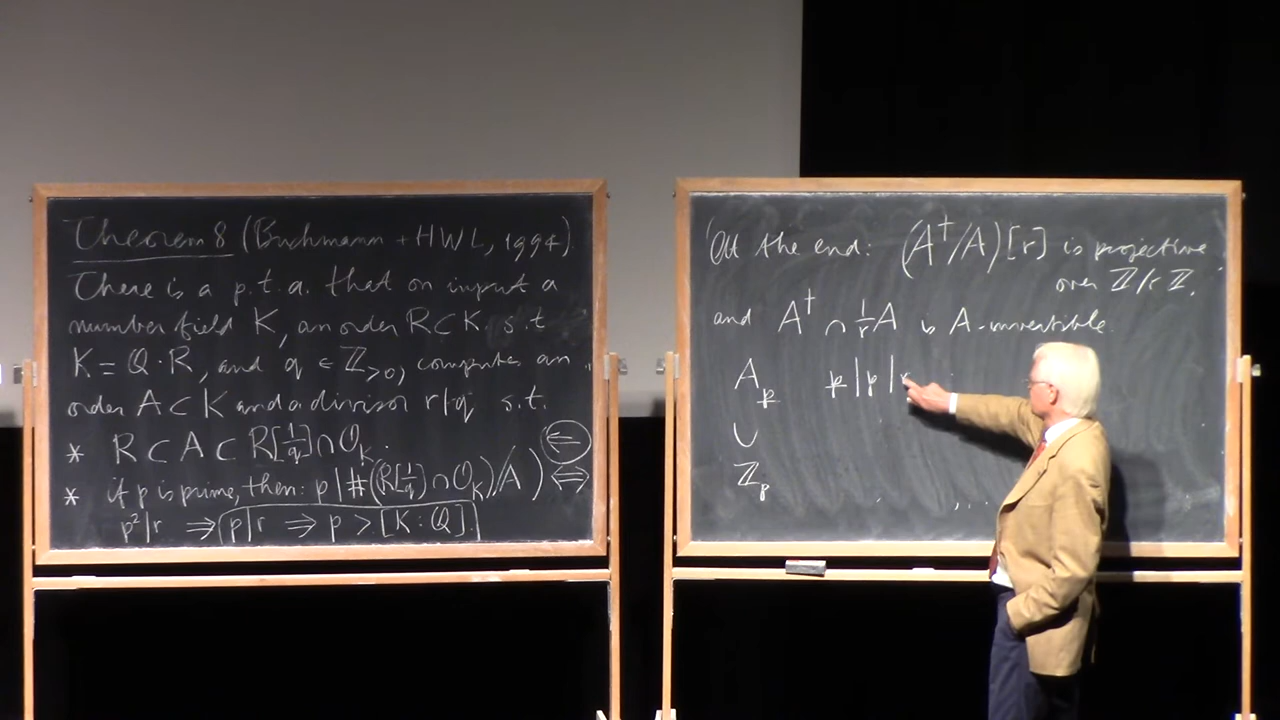 Theorem 8 (Buchmann + HWL, 1994).
There is a p.t.a. that on input a
number field K, an order R ⊂ K s.t.
K = Q · R, and q ∈ ℤ>0, computes an
order A ⊂ K and a divisor r|q s.t.
* R ⊂ A ⊂ R[1/q] ∩ O_K. (⇐)
* if p is prime, then: p | #(R[1/q] ∩ O_K)/A) ⇔
p²|r ⇒ p|r ⇒ p > [K:Q].
At the end: (A†/A)[r] is projective
over ℤ/rℤ,
and A† ∩ 1/r A is A-invertible.
A_𝔭 𝔭|p|r
∪
ℤ_p